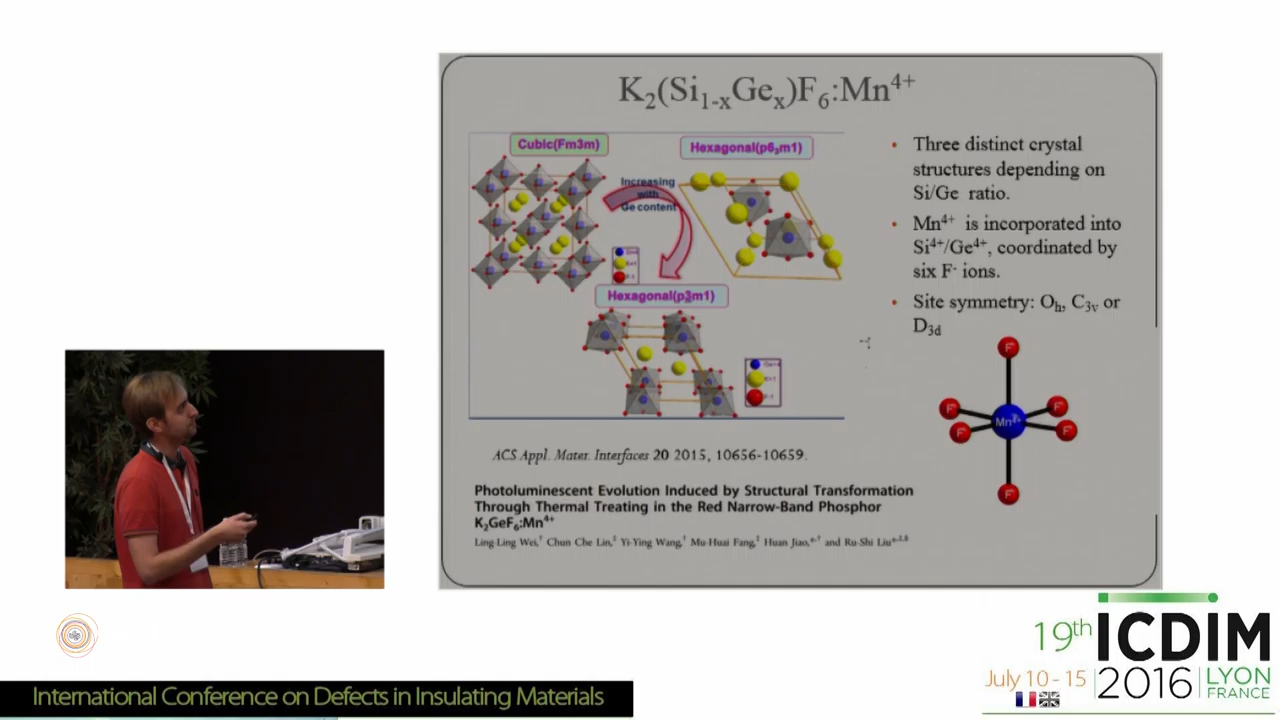 K2(Si1-xGex)F6:Mn4+
Cubic(Fm3m)
Hexagonal(p63m1)
Increasing
with
Ge content
Hexagonal(p3m1)
• Three distinct crystal
structures depending on
Si/Ge ratio.
• Mn4+ is incorporated into
Si4+/Ge4+, coordinated by
six F- ions.
• Site symmetry: Oh, C3v or
D3d
F-
F-
F-
Mn
F-
F-
F-
ACS Appl. Mater. Interfaces 20 2015, 10656-10659.
Photoluminescent Evolution Induced by Structural Transformation
Through Thermal Treating in the Red Narrow-Band Phosphor
K2GeF6:Mn4+
Ling-Ling Wei,† Chun Che Lin,‡ Yi-Ying Wang,† Mu-Huai Fang,‡ Huan Jiao,*,† and Ru-Shi Liu
19th ICDIM
July 10 - 15 2016 LYON
FRANCE
International Conference on Defects in Insulating Materials